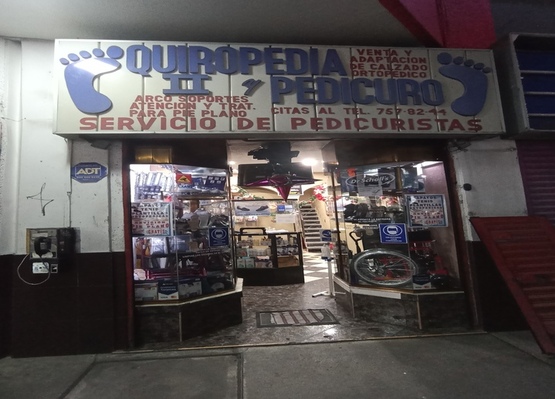 QUIROPEDIA
II Y PEDICURO
VENTA Y
ADAPTACION
DE CALZADO
ORTOPEDICO
ARCO SOPORTES
ATENCION Y TRAT.
PARA PIE PLANO
CITAS AL TEL. 757-82-
SERVICIO DE PEDICURISTAS
ADT